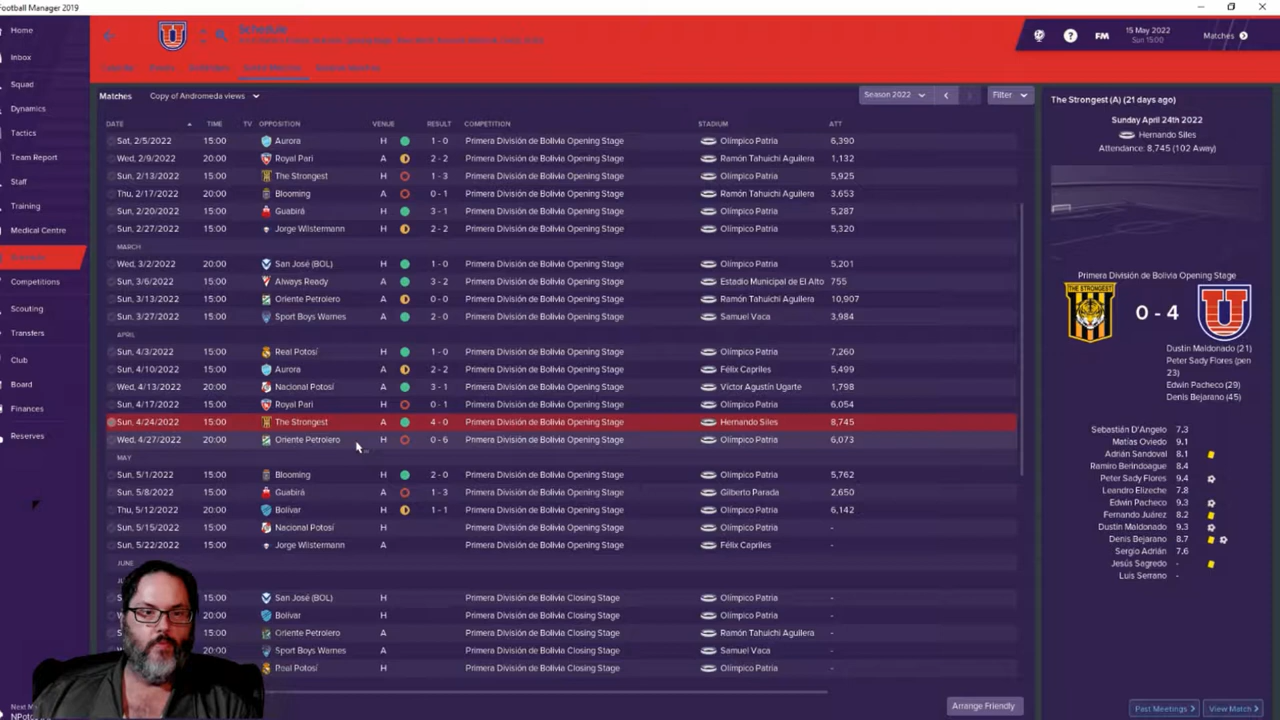 Football Manager 2019
Home
Inbox
Squad
Dynamics
Tactics
Team Report
Staff
Training
Medical Centre
Competitions
Scouting
Transfers
Club
Board
Finances
Reserves
Schedule
15 May 2022
Sun 15:00
FM
Matches
Matches Copy of Andromeda views
Season 2022
Filter
DATE TIME TV OPPOSITION VENUE RESULT COMPETITION STADIUM ATT
Sat, 2/5/2022 15:00 Aurora H 1 - 0 Primera División de Bolivia Opening Stage Olímpico Patria 6,390
Wed, 2/9/2022 20:00 Royal Pari A 2 - 2 Primera División de Bolivia Opening Stage Ramón Tahuichi Aguilera 1,132
Sun, 2/13/2022 15:00 The Strongest H 1 - 3 Primera División de Bolivia Opening Stage Olímpico Patria 5,925
Thu, 2/17/2022 20:00 Blooming A 0 - 1 Primera División de Bolivia Opening Stage Ramón Tahuichi Aguilera 3,653
Sun, 2/20/2022 15:00 Guabirá H 3 - 1 Primera División de Bolivia Opening Stage Olímpico Patria 5,287
Sun, 2/27/2022 15:00 Jorge Wilstermann H 2 - 2 Primera División de Bolivia Opening Stage Olímpico Patria 5,320
MARCH
Wed, 3/2/2022 20:00 San José (BOL) H 1 - 0 Primera División de Bolivia Opening Stage Olímpico Patria 5,201
Sun, 3/6/2022 15:00 Always Ready A 3 - 2 Primera División de Bolivia Opening Stage Estadio Municipal de El Alto 755
Sun, 3/13/2022 15:00 Oriente Petrolero A 0 - 0 Primera División de Bolivia Opening Stage Ramón Tahuichi Aguilera 10,907
Sun, 3/27/2022 15:00 Sport Boys Warnes A 2 - 0 Primera División de Bolivia Opening Stage Samuel Vaca 3,984
APRIL
Sun, 4/3/2022 15:00 Real Potosí H 1 - 0 Primera División de Bolivia Opening Stage Olímpico Patria 7,260
Sun, 4/10/2022 15:00 Aurora A 2 - 2 Primera División de Bolivia Opening Stage Félix Capriles 5,499
Wed, 4/13/2022 20:00 Nacional Potosí A 3 - 1 Primera División de Bolivia Opening Stage Víctor Agustín Ugarte 1,798
Sun, 4/17/2022 15:00 Royal Pari H 0 - 1 Primera División de Bolivia Opening Stage Olímpico Patria 6,054
Sun, 4/24/2022 15:00 The Strongest A 4 - 0 Primera División de Bolivia Opening Stage Hernando Siles 8,745
Wed, 4/27/2022 20:00 Oriente Petrolero H 0 - 6 Primera División de Bolivia Opening Stage Olímpico Patria 6,073
MAY
Sun, 5/1/2022 15:00 Blooming H 2 - 0 Primera División de Bolivia Opening Stage Olímpico Patria 5,762
Sun, 5/8/2022 15:00 Guabirá A 1 - 3 Primera División de Bolivia Opening Stage Gilberto Parada 2,650
Thu, 5/12/2022 20:00 Bolívar H 1 - 1 Primera División de Bolivia Opening Stage Olímpico Patria 6,142
Sun, 5/15/2022 15:00 Nacional Potosí H Primera División de Bolivia Opening Stage Olímpico Patria -
Sun, 5/22/2022 15:00 Jorge Wilstermann A Primera División de Bolivia Opening Stage Félix Capriles -
JUNE
15:00 San José (BOL) H Primera División de Bolivia Closing Stage Olímpico Patria -
20:00 Bolívar H Primera División de Bolivia Closing Stage Olímpico Patria -
15:00 Oriente Petrolero A Primera División de Bolivia Closing Stage Ramón Tahuichi Aguilera -
20:00 Sport Boys Warnes A Primera División de Bolivia Closing Stage Samuel Vaca -
15:00 Real Potosí H Primera División de Bolivia Closing Stage Olímpico Patria -
Arrange Friendly
The Strongest (A) (21 days ago)
Sunday April 24th 2022
Hernando Siles
Attendance: 8,745 (102 Away)
Primera División de Bolivia Opening Stage
THE STRONGEST
0 - 4
U
Dustin Maldonado (21)
Peter Sady Flores (pen
23)
Edwin Pacheco (29)
Denis Bejarano (45)
Sebastián D'Angelo 7.3
Matías Oviedo 9.1
Adrián Sandoval 8.1
Ramiro Berindoague 8.4
Peter Sady Flores 9.4
Leandro Elizeche 7.8
Edwin Pacheco 9.3
Fernando Juárez 8.2
Dustin Maldonado 9.3
Denis Bejarano 8.7
Sergio Adrián 7.6
Jesús Sagredo -
Luis Serrano -
Past Meetings
View Match